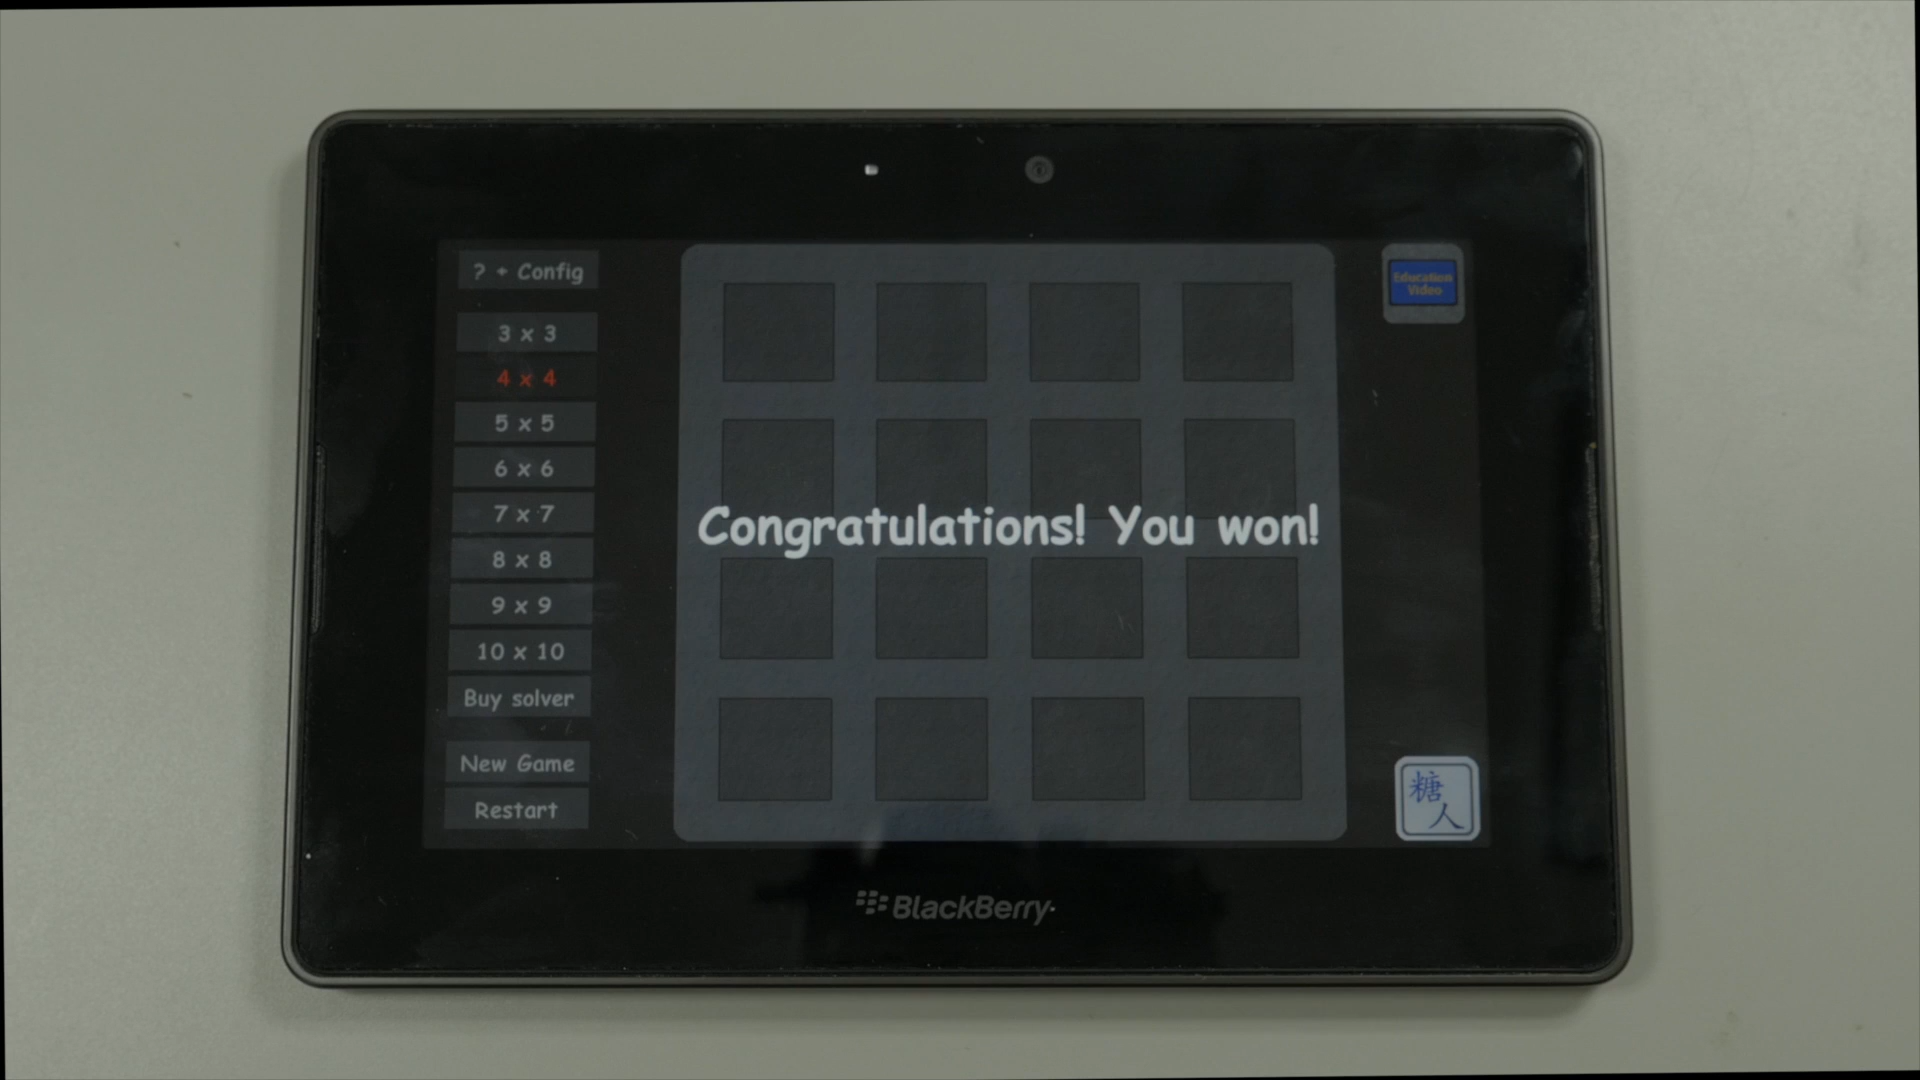 ? + Config
3 x 3
4 x 4
5 x 5
6 x 6
7 x 7
8 x 8
9 x 9
10 x 10
Buy solver
New Game
Restart
Congratulations! You won!
Education
Video
糖
人
BlackBerry